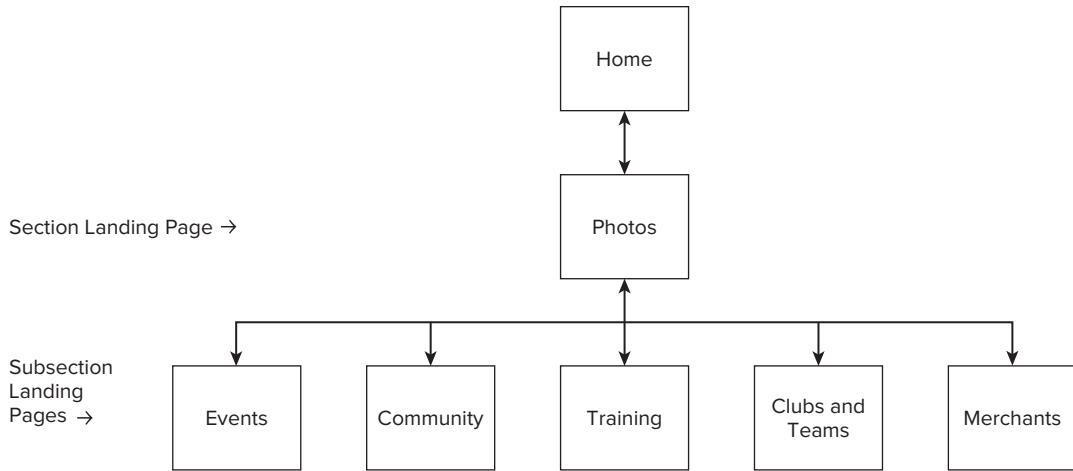 Home
Section Landing Page →
Photos
Subsection
Landing
Pages →
Events
Community
Training
Clubs and
Teams
Merchants